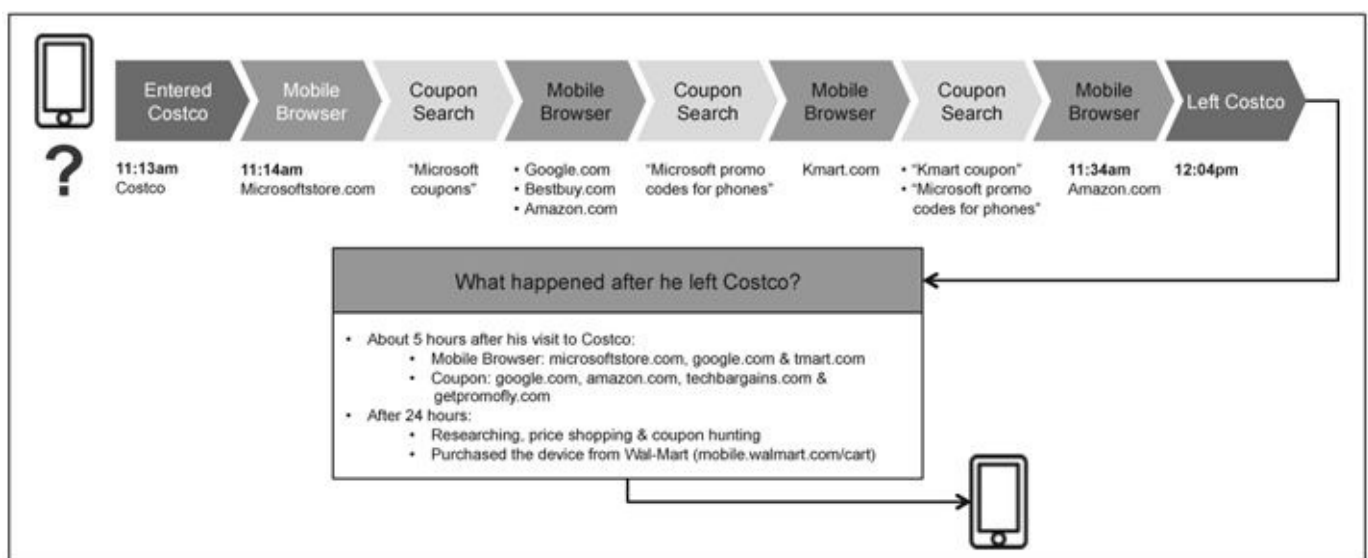 Entered
Costco
Mobile
Browser
Coupon
Search
Mobile
Browser
Coupon
Search
Mobile
Browser
Coupon
Search
Mobile
Browser
Left Costco
?
11:13am
Costco
11:14am
Microsoftstore.com
"Microsoft
coupons"
• Google.com
• Bestbuy.com
• Amazon.com
"Microsoft promo
codes for phones"
Kmart.com
• "Kmart coupon"
• "Microsoft promo
codes for phones"
11:34am
Amazon.com
12:04pm
What happened after he left Costco?
• About 5 hours after his visit to Costco:
• Mobile Browser: microsoftstore.com, google.com & tmart.com
• Coupon: google.com, amazon.com, techbargains.com &
getpromofly.com
• After 24 hours:
• Researching, price shopping & coupon hunting
• Purchased the device from Wal-Mart (mobile.walmart.com/cart)